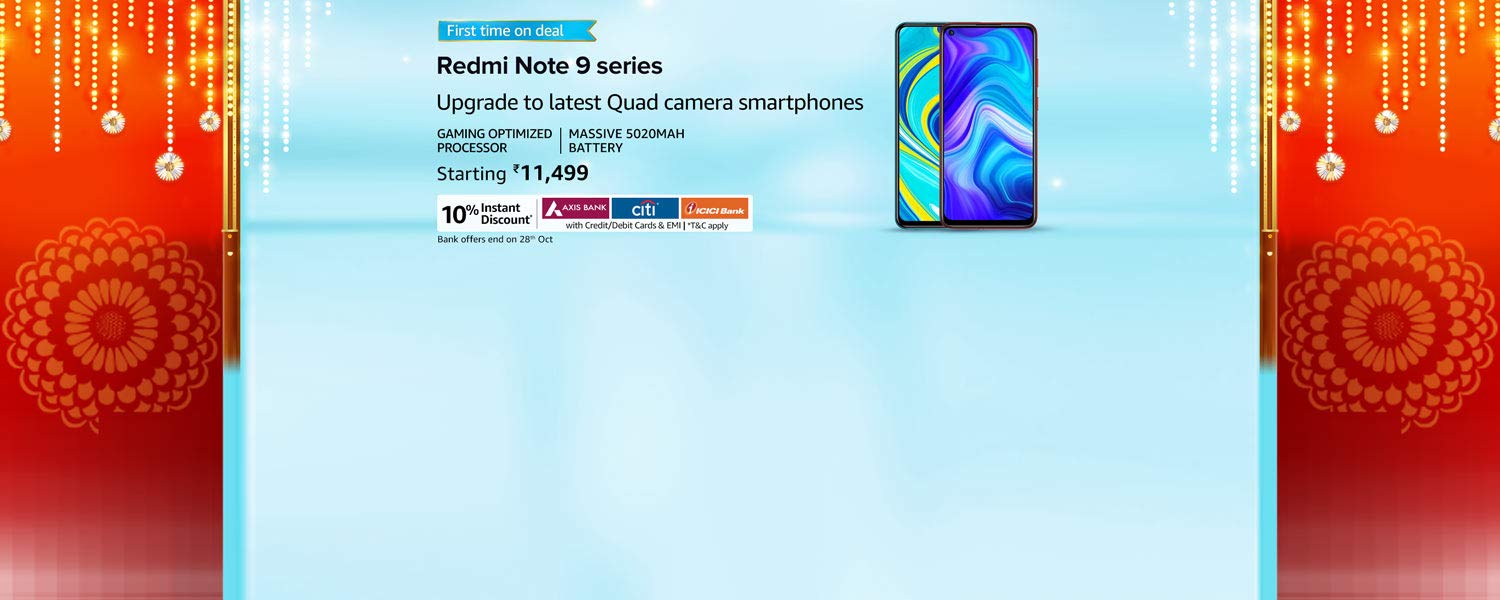 First time on deal
Redmi Note 9 series
Upgrade to latest Quad camera smartphones
GAMING OPTIMIZED PROCESSOR | MASSIVE 5020MAH BATTERY
Starting ₹11,499
10% Instant Discount* AXIS BANK citi ICICI Bank
with Credit/Debit Cards & EMI | *T&C apply
Bank offers end on 28th Oct